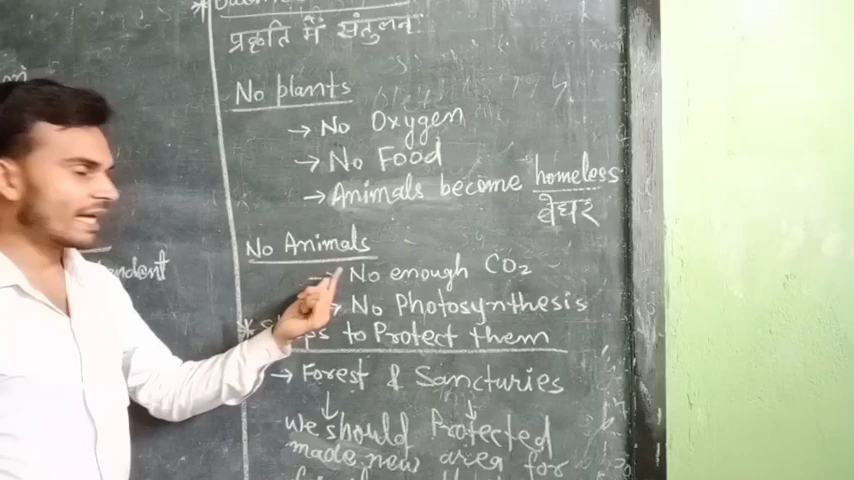 प्रकृति में संतुलन
No plants
→ No Oxygen
→ No Food
→ Animals become homeless
बेघर
No Animals
→ No enough CO₂
→ No Photosynthesis
* Steps to Protect them
→ Forest & Sancturies
we should Protected
made new area for